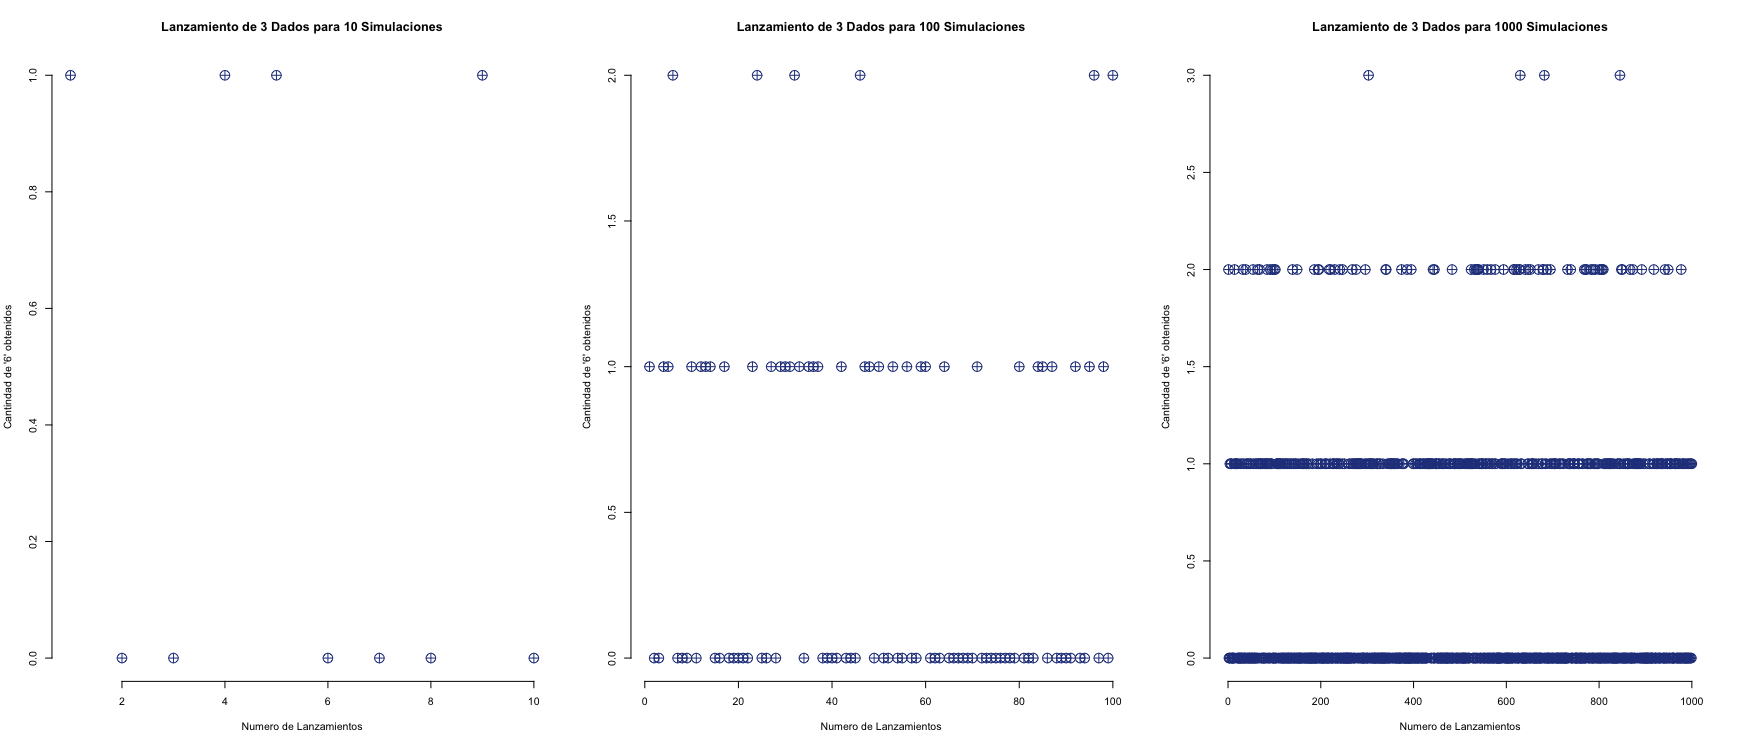 Lanzamiento de 3 Dados para 10 Simulaciones
Cantindad de '6' obtenidos
1.0
0.8
0.6
0.4
0.2
0.0
2 4 6 8 10
Numero de Lanzamientos
Lanzamiento de 3 Dados para 100 Simulaciones
Cantindad de '6' obtenidos
2.0
1.5
1.0
0.5
0.0
0 20 40 60 80 100
Numero de Lanzamientos
Lanzamiento de 3 Dados para 1000 Simulaciones
Cantindad de '6' obtenidos
3.0
2.5
2.0
1.5
1.0
0.5
0.0
0 200 400 600 800 1000
Numero de Lanzamientos